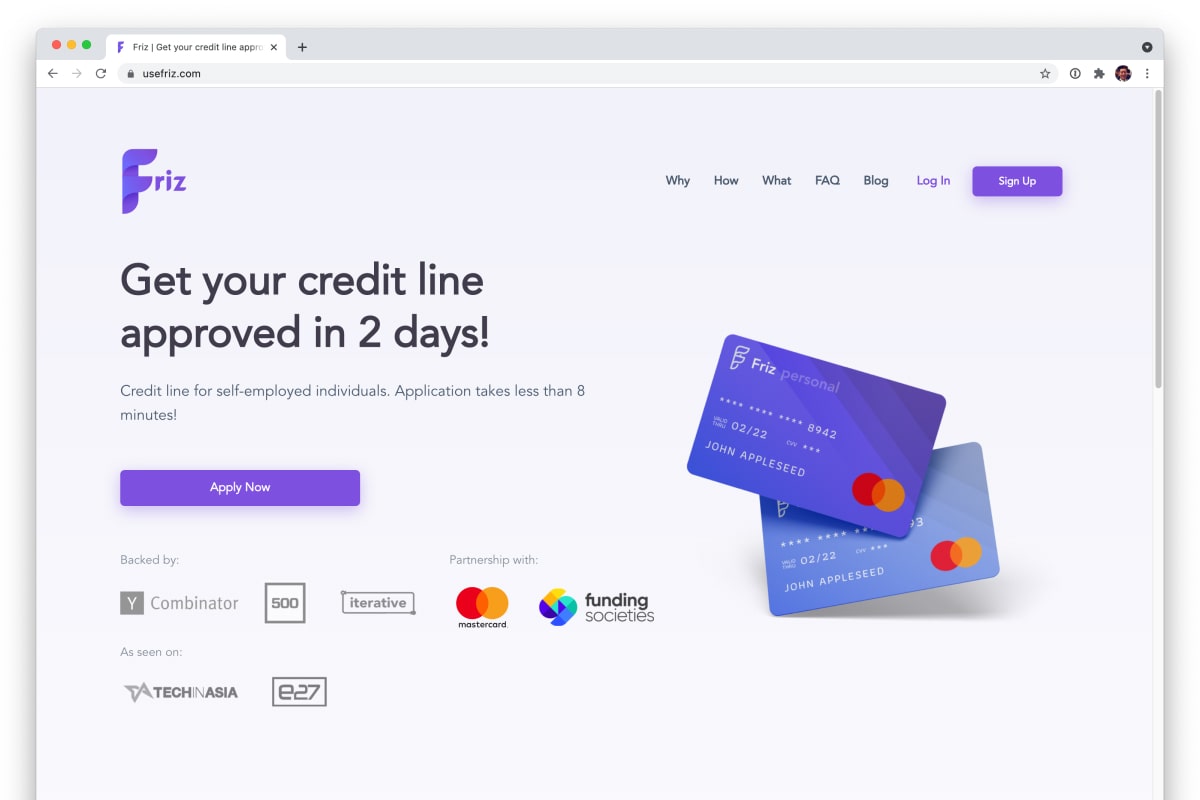 Friz | Get your credit line appro
usefriz.com
Friz
Why How What FAQ Blog Log In Sign Up
Get your credit line
approved in 2 days!
Credit line for self-employed individuals. Application takes less than 8
minutes!
Apply Now
Backed by:
Y Combinator
500
iterative
Partnership with:
mastercard.
funding
societies
As seen on:
TECHINASIA
e27
Friz personal
**** **** **** 8942
VALID
THRU 02/22 CVV ***
JOHN APPLESEED
**** **** **** 93
VALID
THRU 02/22 CVV ***
JOHN APPLESEED